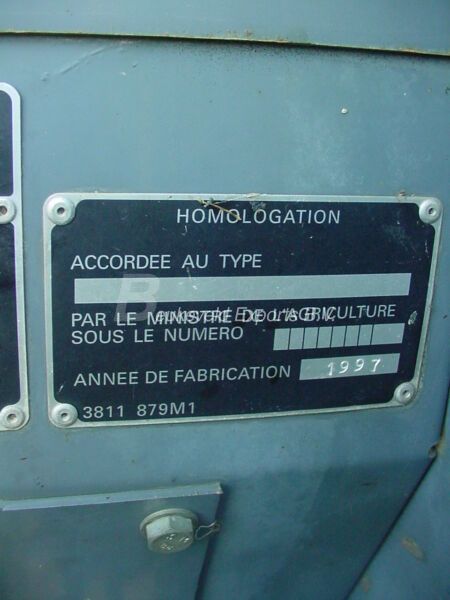 HOMOLOGATION
ACCORDEE AU TYPE
PAR LE MINISTRE DE L'AGRICULTURE
SOUS LE NUMERO
ANNEE DE FABRICATION 1997
3811 879M1